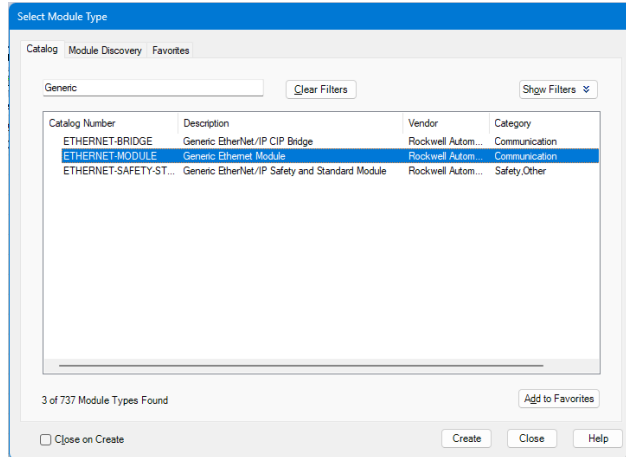 Select Module Type
Catalog Module Discovery Favorites
Generic Clear Filters Show Filters
Catalog Number Description Vendor Category
ETHERNET-BRIDGE Generic EtherNet/IP CIP Bridge Rockwell Autom... Communication
ETHERNET-MODULE Generic Ethernet Module Rockwell Autom... Communication
ETHERNET-SAFETY-ST... Generic EtherNet/IP Safety and Standard Module Rockwell Autom... Safety,Other
3 of 737 Module Types Found Add to Favorites
Close on Create Create Close Help